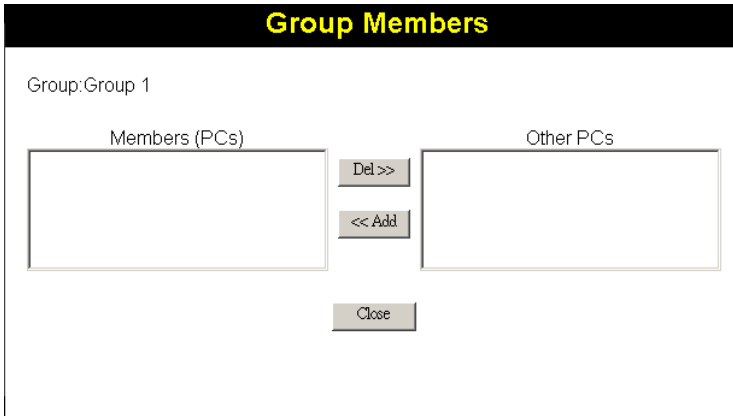 Group Members
Group:Group 1
Members (PCs)
Other PCs
Del >>
<< Add
Close